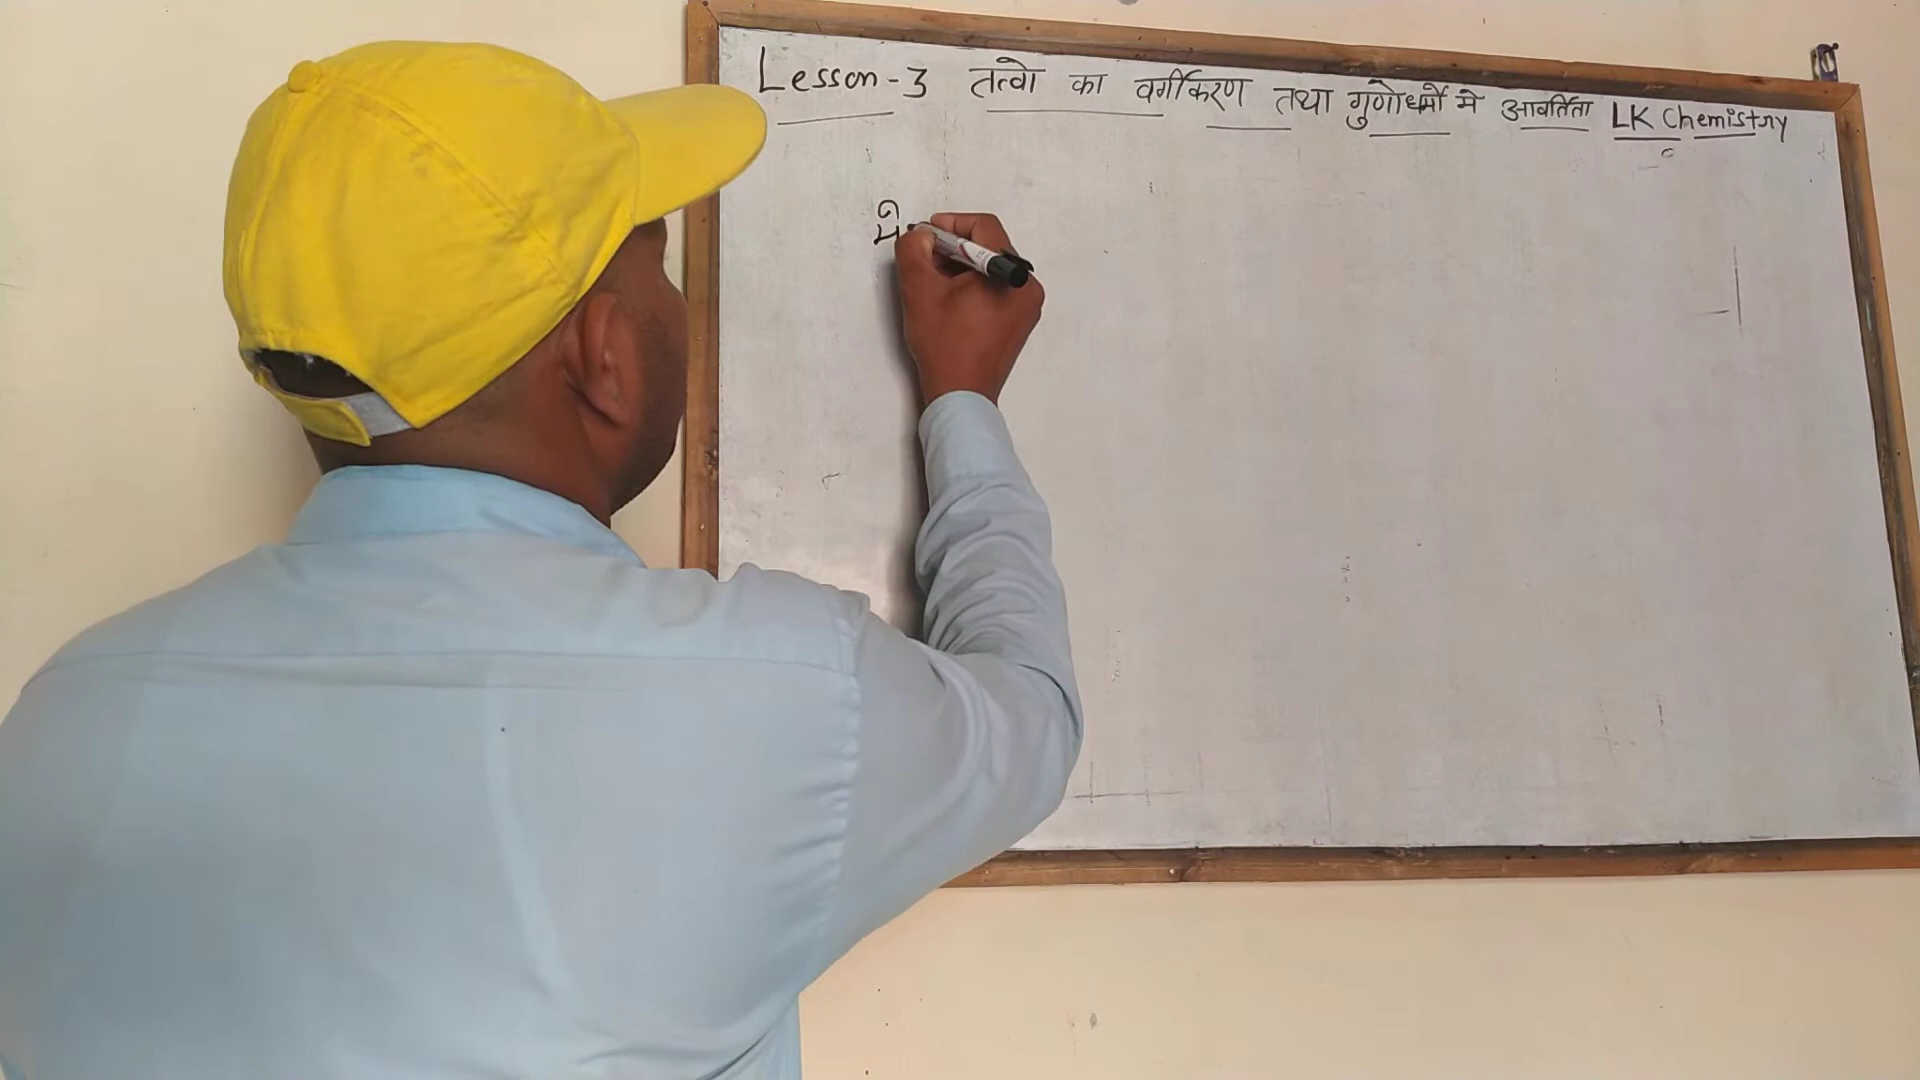 Lesson-3 तत्वो का वर्गीकरण तथा गुणोधर्मो मे आवर्तिता LK Chemistry
मे